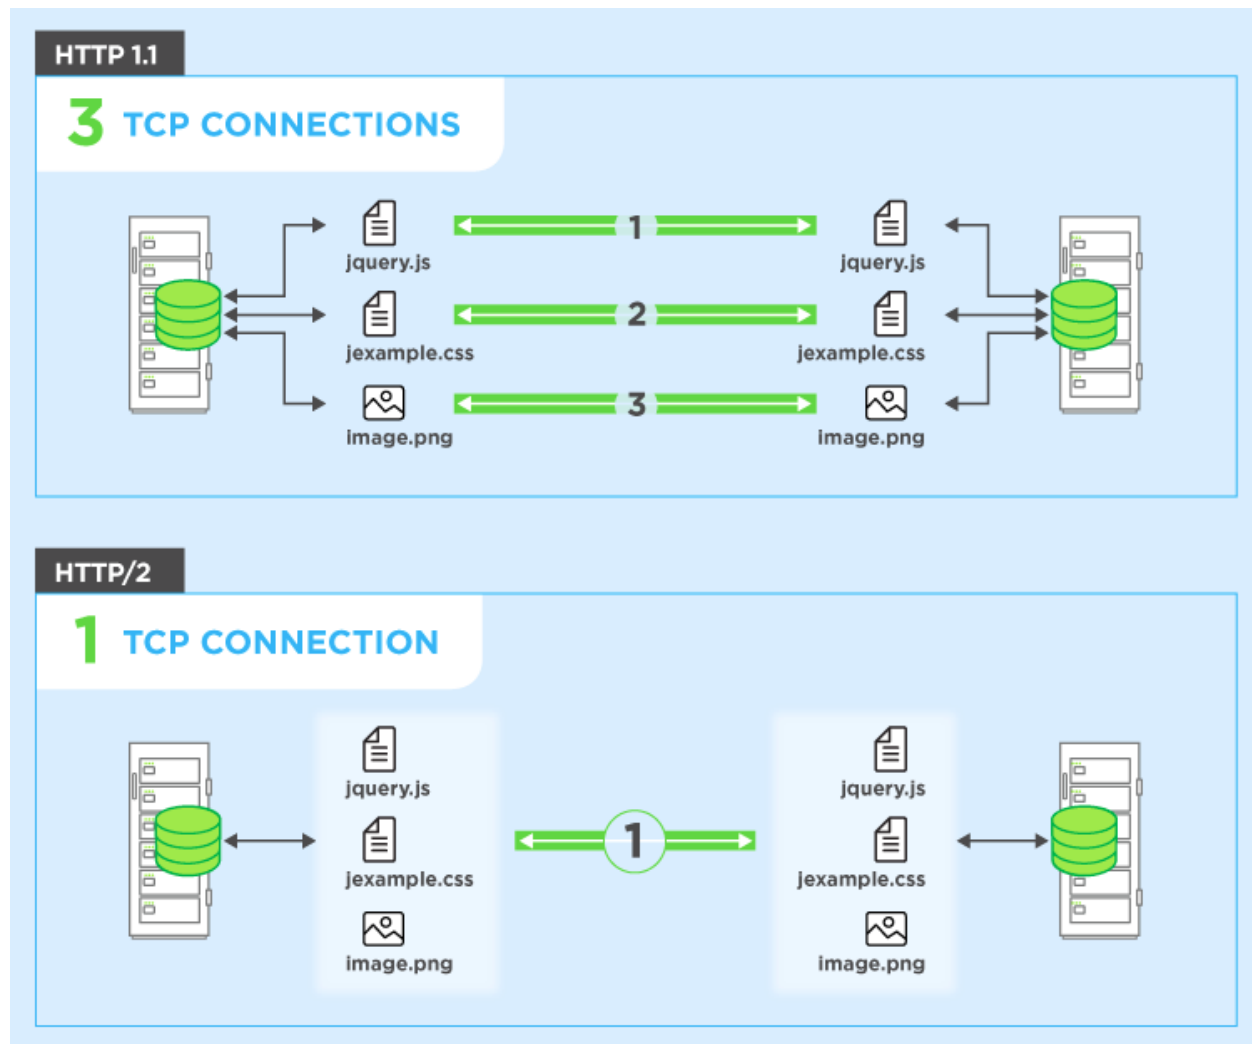 HTTP 1.1
3 TCP CONNECTIONS
1
jquery.js
jquery.js
2
jexample.css
jexample.css
3
image.png
image.png
HTTP/2
1 TCP CONNECTION
jquery.js
jquery.js
1
jexample.css
jexample.css
image.png
image.png